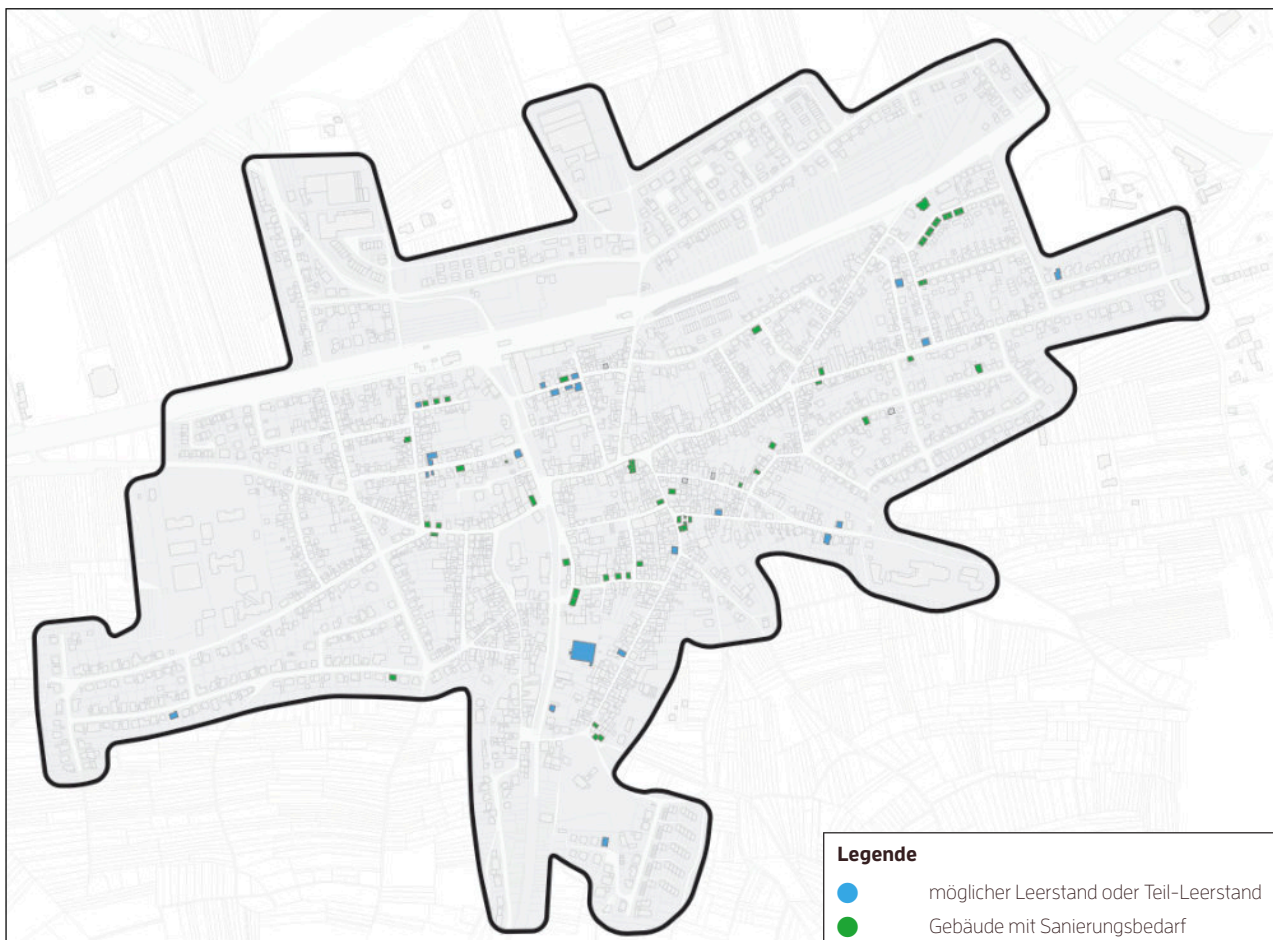 Legende
möglicher Leerstand oder Teil-Leerstand
Gebäude mit Sanierungsbedarf